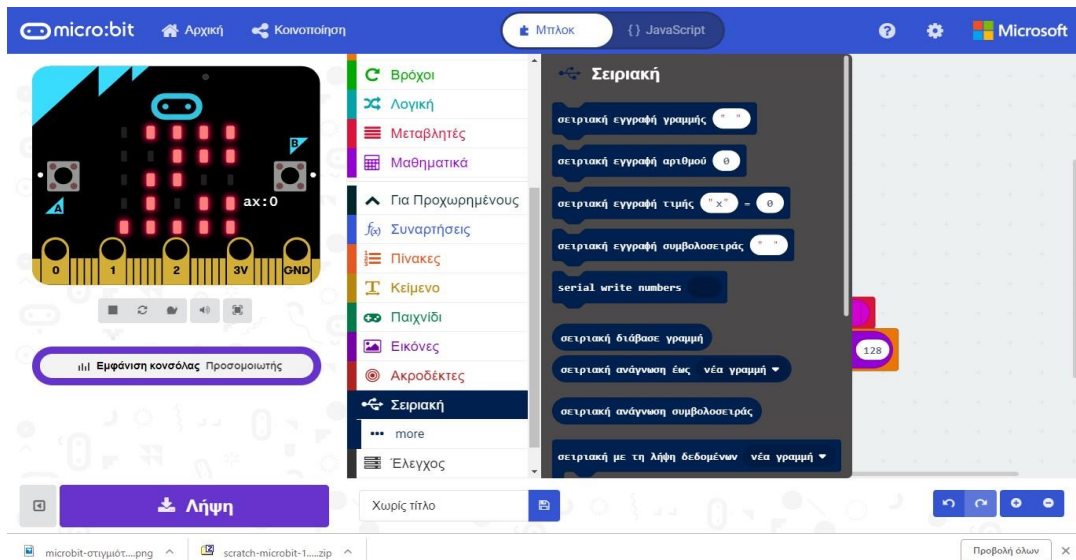 micro:bit Αρχική Κοινοποίηση Μπλοκ {} JavaScript Microsoft
B
A
ax:0
0 1 2 3V GND
Εμφάνιση κονσόλας Προσομοιωτής
Βρόχοι
Λογική
Μεταβλητές
Μαθηματικά
Για Προχωρημένους
f(x) Συναρτήσεις
Πίνακες
Κείμενο
Παιχνίδι
Εικόνες
Ακροδέκτες
Σειριακή
more
Έλεγχος
Σειριακή
σειριακή εγγραφή γραμμής " "
σειριακή εγγραφή αριθμού 0
σειριακή εγγραφή τιμής "x" = 0
σειριακή εγγραφή συμβολοσειράς " "
serial write numbers
σειριακή διάβασε γραμμή
σειριακή ανάγνωση έως νέα γραμμή
σειριακή ανάγνωση συμβολοσειράς
σειριακή με τη λήψη δεδομένων νέα γραμμή
128
Λήψη
Χωρίς τίτλο
microbit-στιγμιότ....png
scratch-microbit-1.....zip
Προβολή όλων